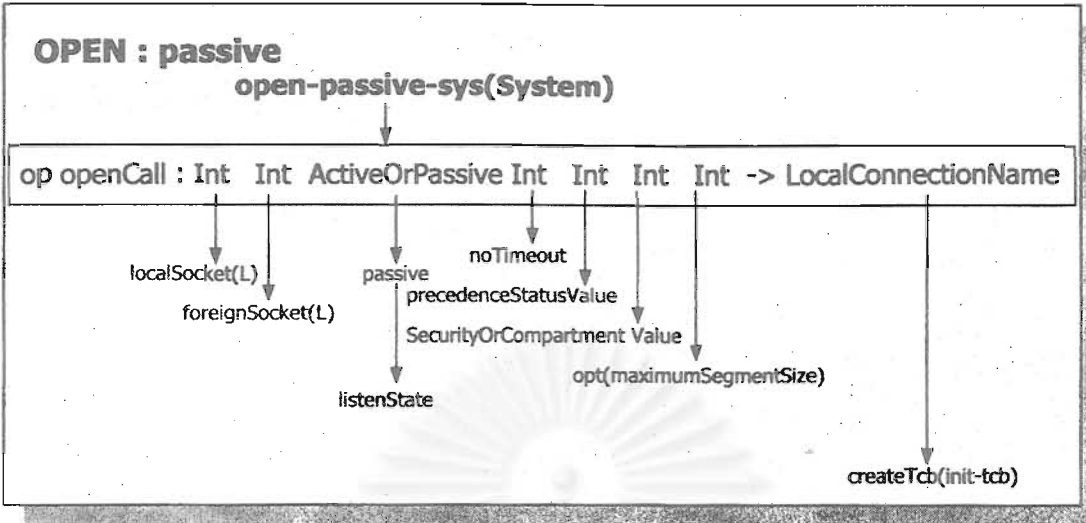 OPEN : passive
open-passive-sys(System)
op openCall : Int Int ActiveOrPassive Int Int Int Int -> LocalConnectionName
noTimeout
localSocket(L)
passive
precedenceStatusValue
foreignSocket(L)
SecurityOrCompartment Value
opt(maximumSegmentSize)
listenState
createTcb(init-tcb)